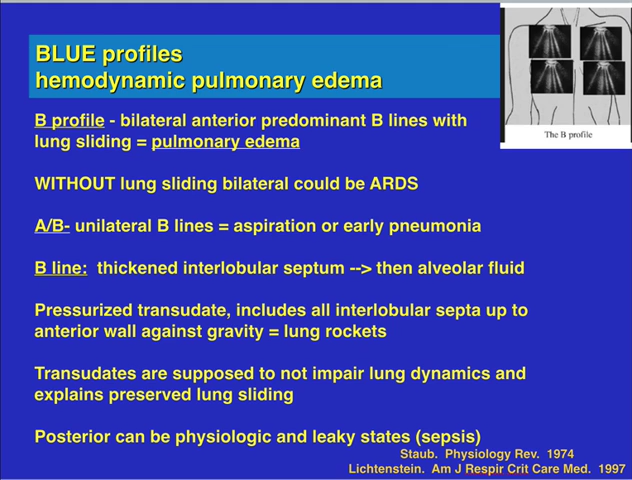 BLUE profiles
hemodynamic pulmonary edema
The B profile
B profile - bilateral anterior predominant B lines with
lung sliding = pulmonary edema
WITHOUT lung sliding bilateral could be ARDS
A/B- unilateral B lines = aspiration or early pneumonia
B line: thickened interlobular septum --> then alveolar fluid
Pressurized transudate, includes all interlobular septa up to
anterior wall against gravity = lung rockets
Transudates are supposed to not impair lung dynamics and
explains preserved lung sliding
Posterior can be physiologic and leaky states (sepsis)
Staub. Physiology Rev. 1974
Lichtenstein. Am J Respir Crit Care Med. 1997